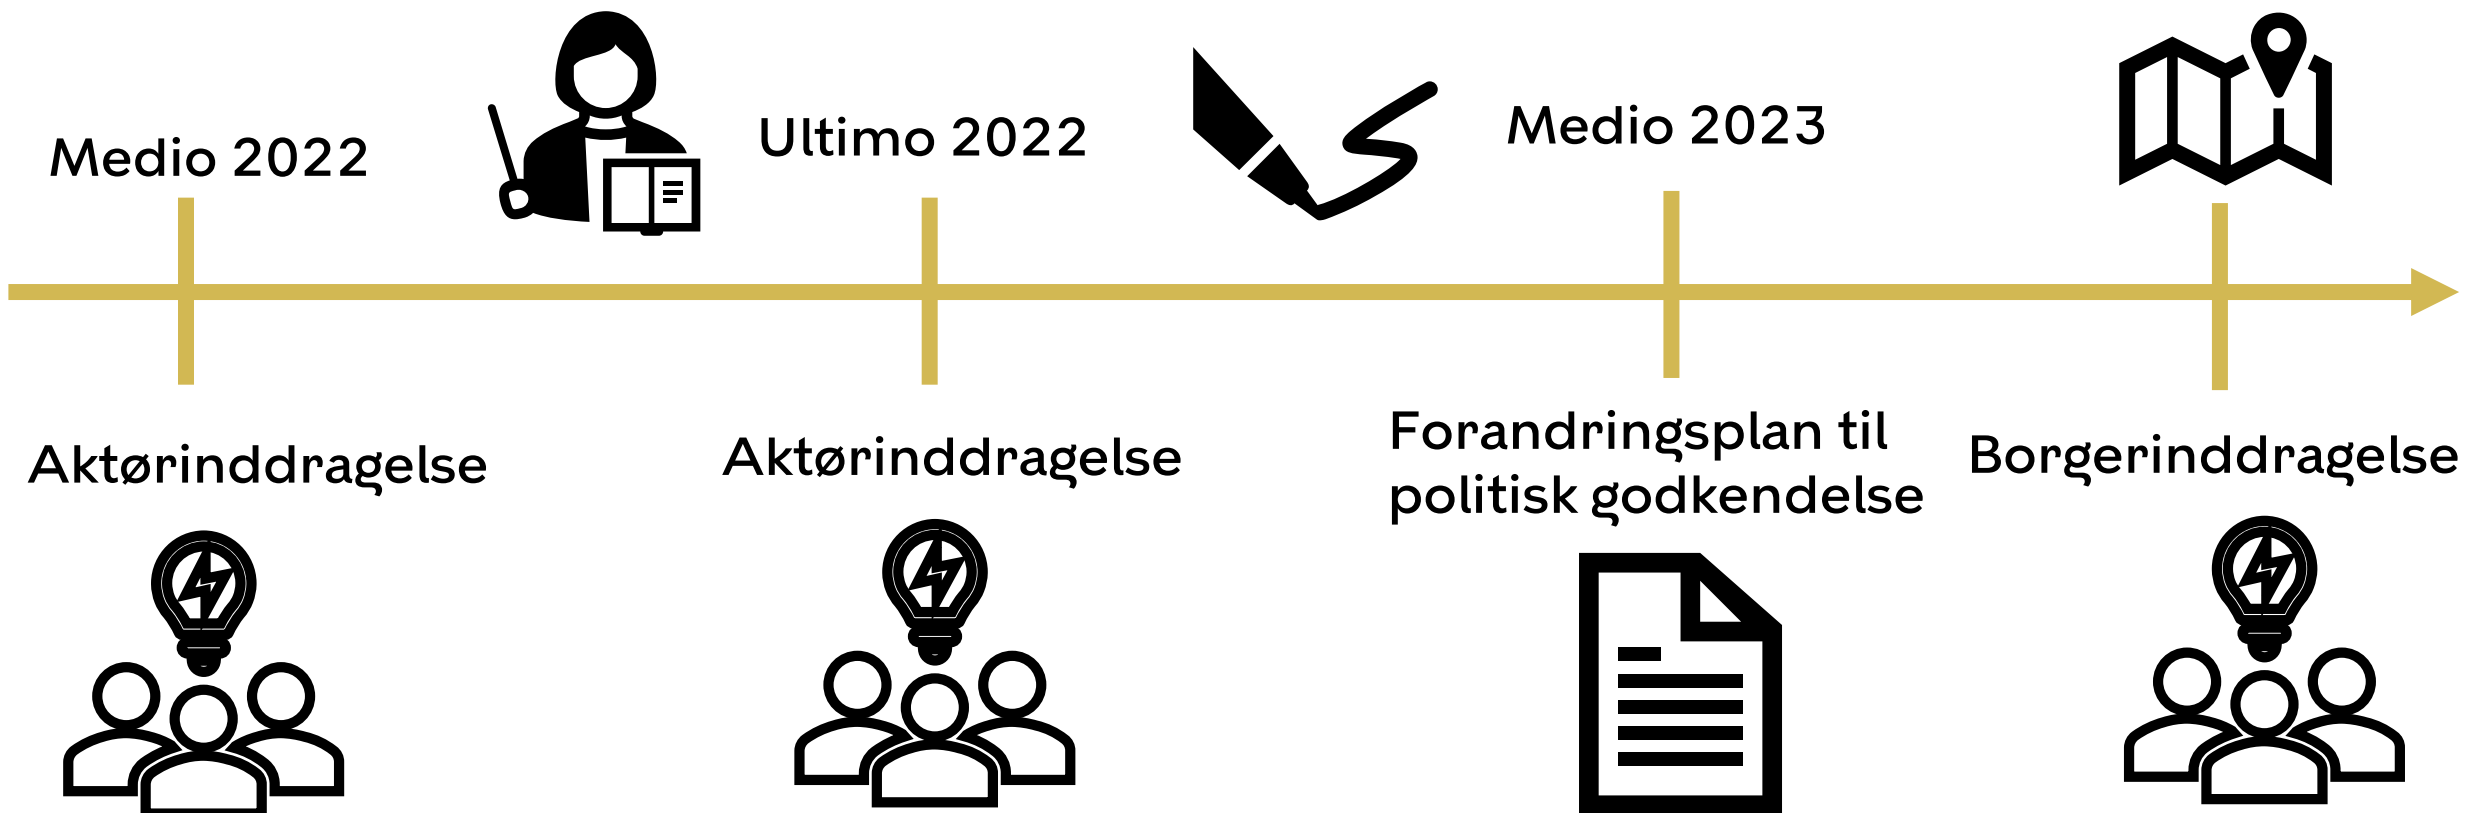 Medio 2022
Ultimo 2022
Medio 2023
Aktørinddragelse
Aktørinddragelse
Forandringsplan til
politisk godkendelse
Borgerinddragelse